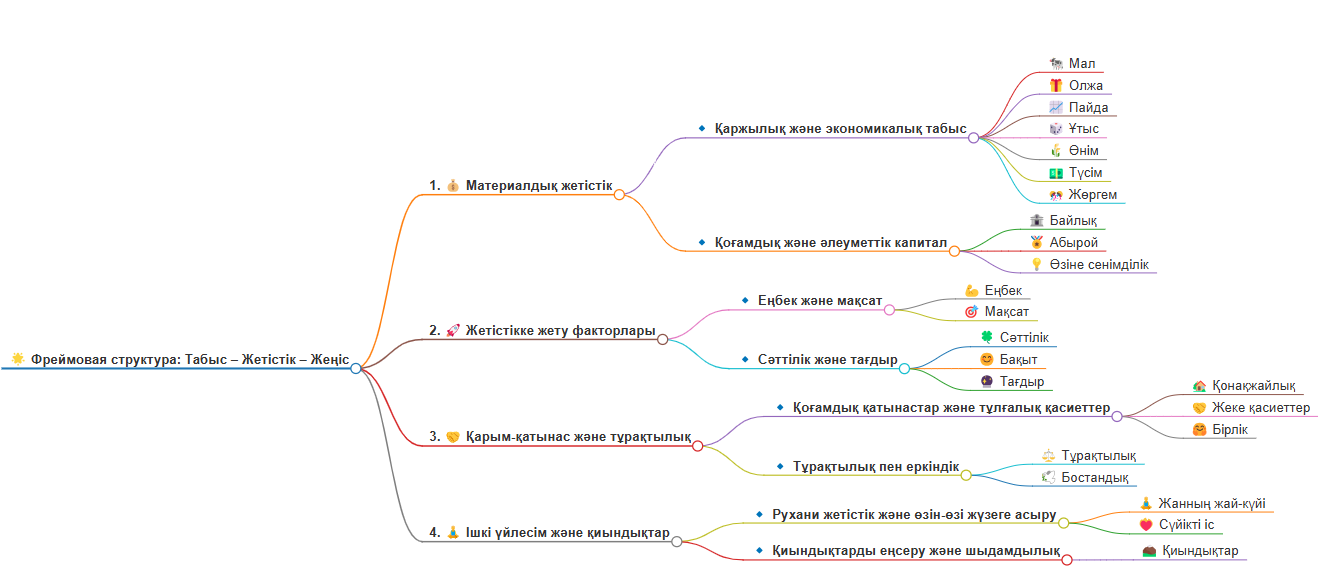 🌟 Фреймовая структура: Табыс – Жетістік – Жеңіс
1. 💰 Материалдық жетістік
🔹 Қаржылық және экономикалық табыс
🐄 Мал
🎁 Олжа
📈 Пайда
🎲 Ұтыс
🌾 Өнім
💵 Түсім
🎊 Жөргем
🔹 Қоғамдық және әлеуметтік капитал
🏦 Байлық
🏅 Абырой
💡 Өзіне сенімділік
2. 🚀 Жетістікке жету факторлары
🔹 Еңбек және мақсат
💪 Еңбек
🎯 Мақсат
🔹 Сәттілік және тағдыр
🍀 Сәттілік
😊 Бақыт
🔮 Тағдыр
3. 🤝 Қарым-қатынас және тұрақтылық
🔹 Қоғамдық қатынастар және тұлғалық қасиеттер
🏡 Қонақжайлық
🤝 Жеке қасиеттер
🤗 Бірлік
🔹 Тұрақтылық пен еркіндік
⚖️ Тұрақтылық
🕊️ Бостандық
4. 🧘 Ішкі үйлесім және қиындықтар
🔹 Рухани жетістік және өзін-өзі жүзеге асыру
🧘 Жанның жай-күйі
❤️ Сүйікті іс
🔹 Қиындықтарды еңсеру және шыдамдылық
Қиындықтар